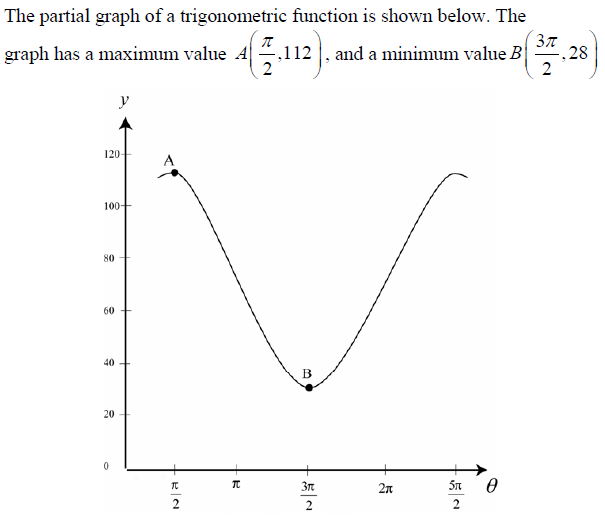 The partial graph of a trigonometric function is shown below. The
graph has a maximum value A(π/2, 112), and a minimum value B(3π/2, 28)
y
120
A
100
80
60
40
B
20
0
π/2 π 3π/2 2π 5π/2 θ